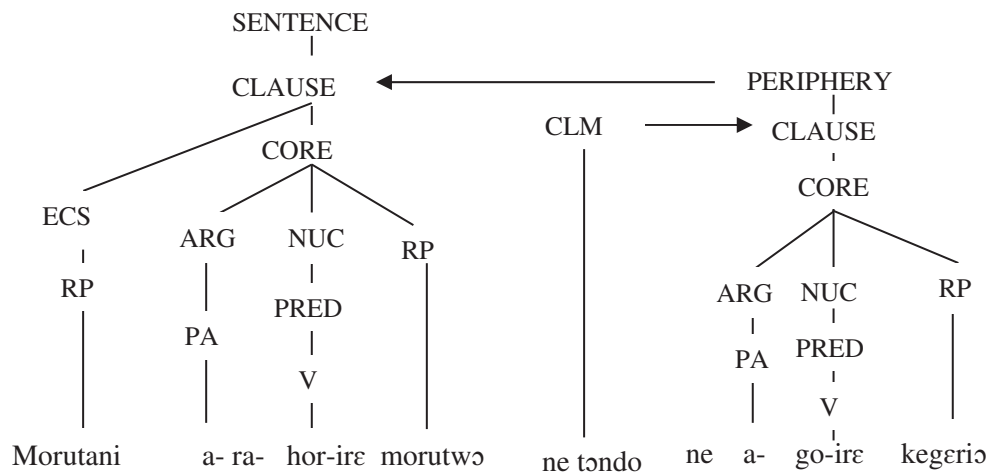 SENTENCE
CLAUSE PERIPHERY
CLM CLAUSE
CORE
CORE
ECS
ARG NUC RP
RP ARG NUC RP
PRED
PA PRED
PA
V
V
Morutani a- ra- hor-irɛ morutwɔ ne tɔndo ne a- go-irɛ kegɛriɔ